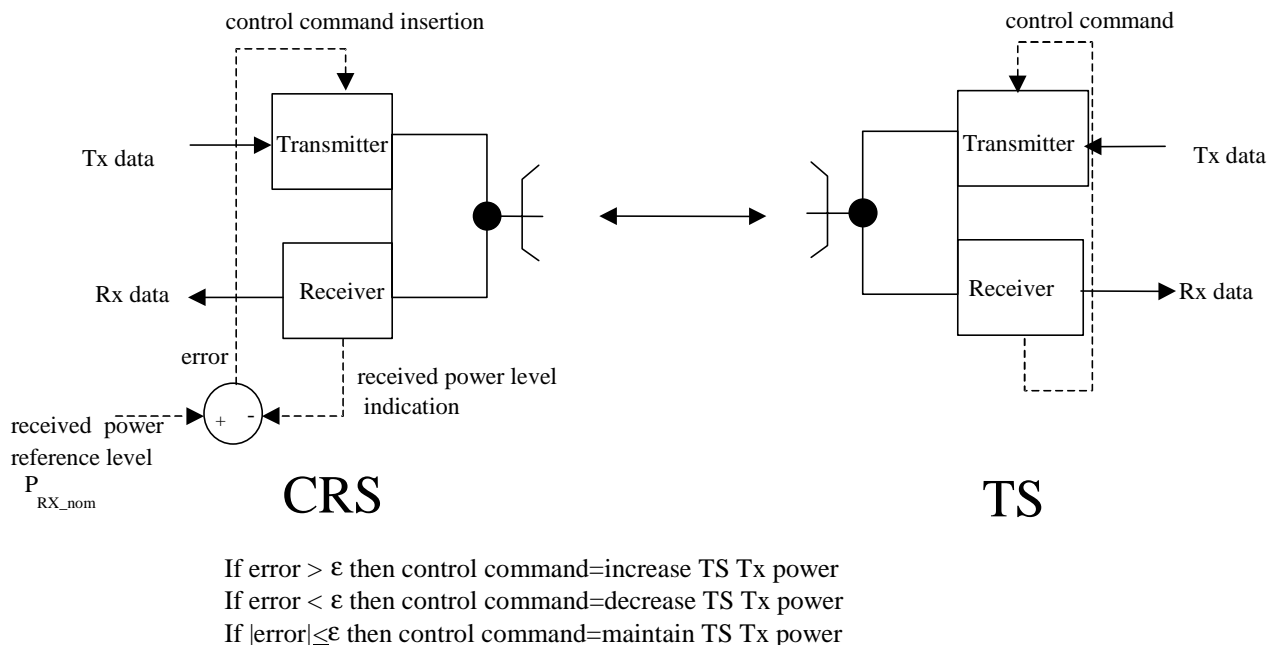 control command insertion
control command
Transmitter
Transmitter
Tx data
Tx data
Receiver
Receiver
Rx data
Rx data
error
received power level
indication
+ -
received power
reference level
P RX_nom
CRS
TS
If error > ε then control command=increase TS Tx power
If error < ε then control command=decrease TS Tx power
If |error|≤ε then control command=maintain TS Tx power